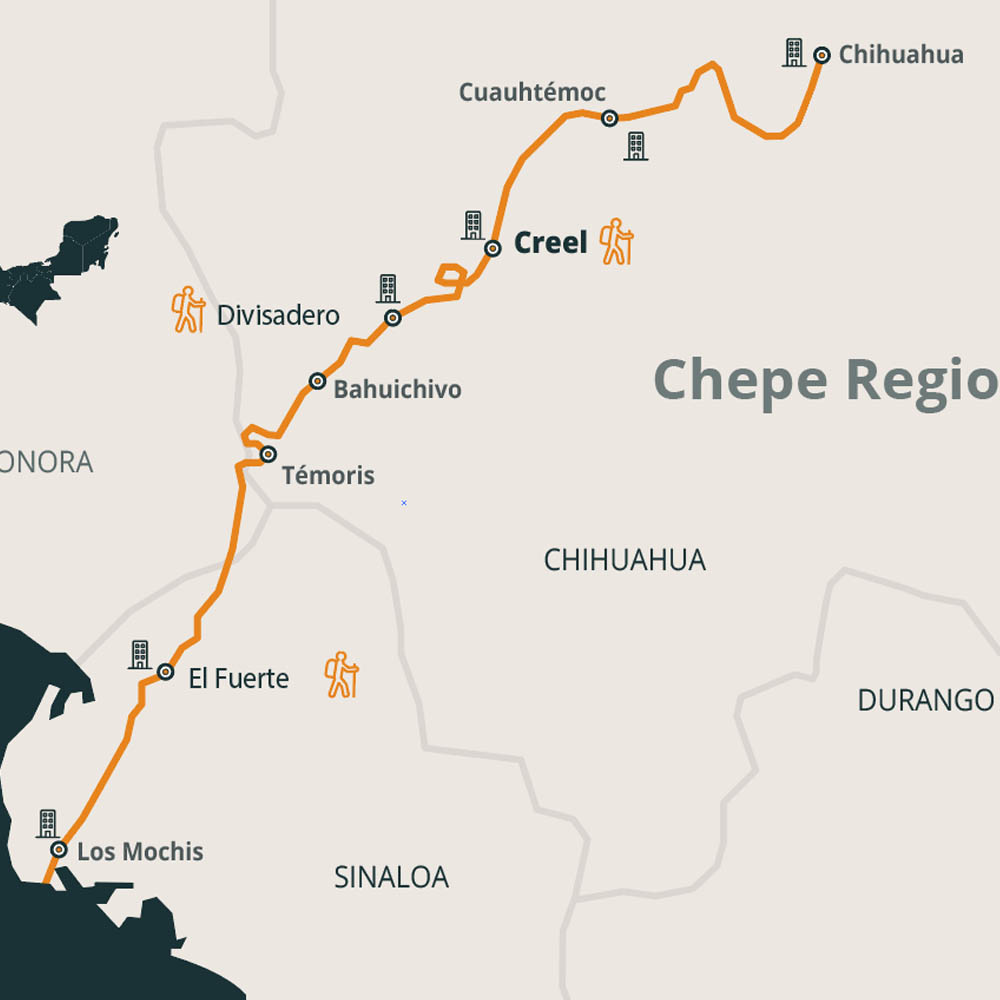 Chihuahua
Cuauhtémoc
Creel
Divisadero
Chepe Regio
Bahuichivo
ONORA
Témoris
CHIHUAHUA
El Fuerte
DURANGO
Los Mochis
SINALOA